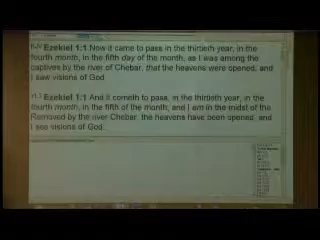 Ezekiel 1:1 Now it came to pass in the thirtieth year, in the
fourth month, in the fifth day of the month, as I was among the
captives by the river of Chebar, that the heavens were opened, and
I saw visions of God
Ezekiel 1:1 And it cometh to pass, in the thirtieth year, in the
fourth month, in the fifth of the month, and I am in the midst of the
Removed by the river Chebar, the heavens have been opened, and
I see visions of God.